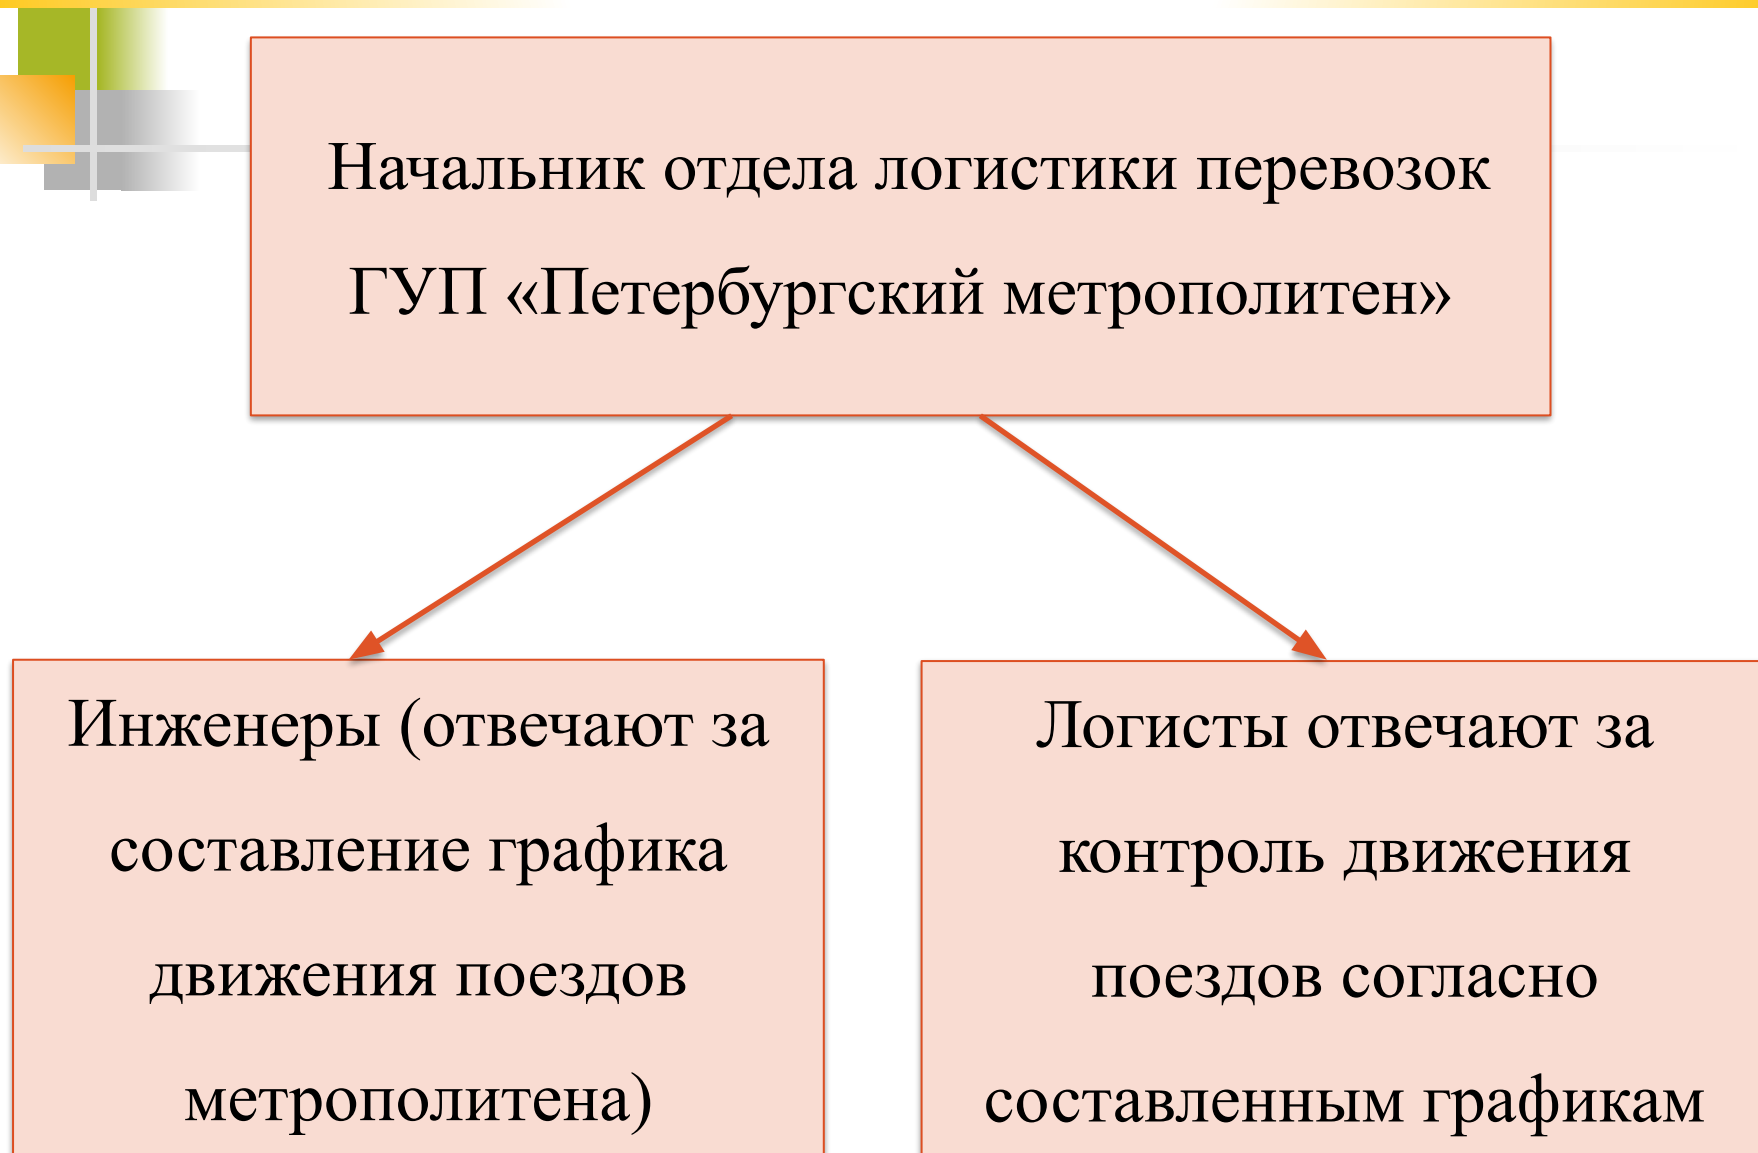 Начальник отдела логистики перевозок
ГУП «Петербургский метрополитен»
Инженеры (отвечают за
составление графика
движения поездов
метрополитена)
Логисты отвечают за
контроль движения
поездов согласно
составленным графикам